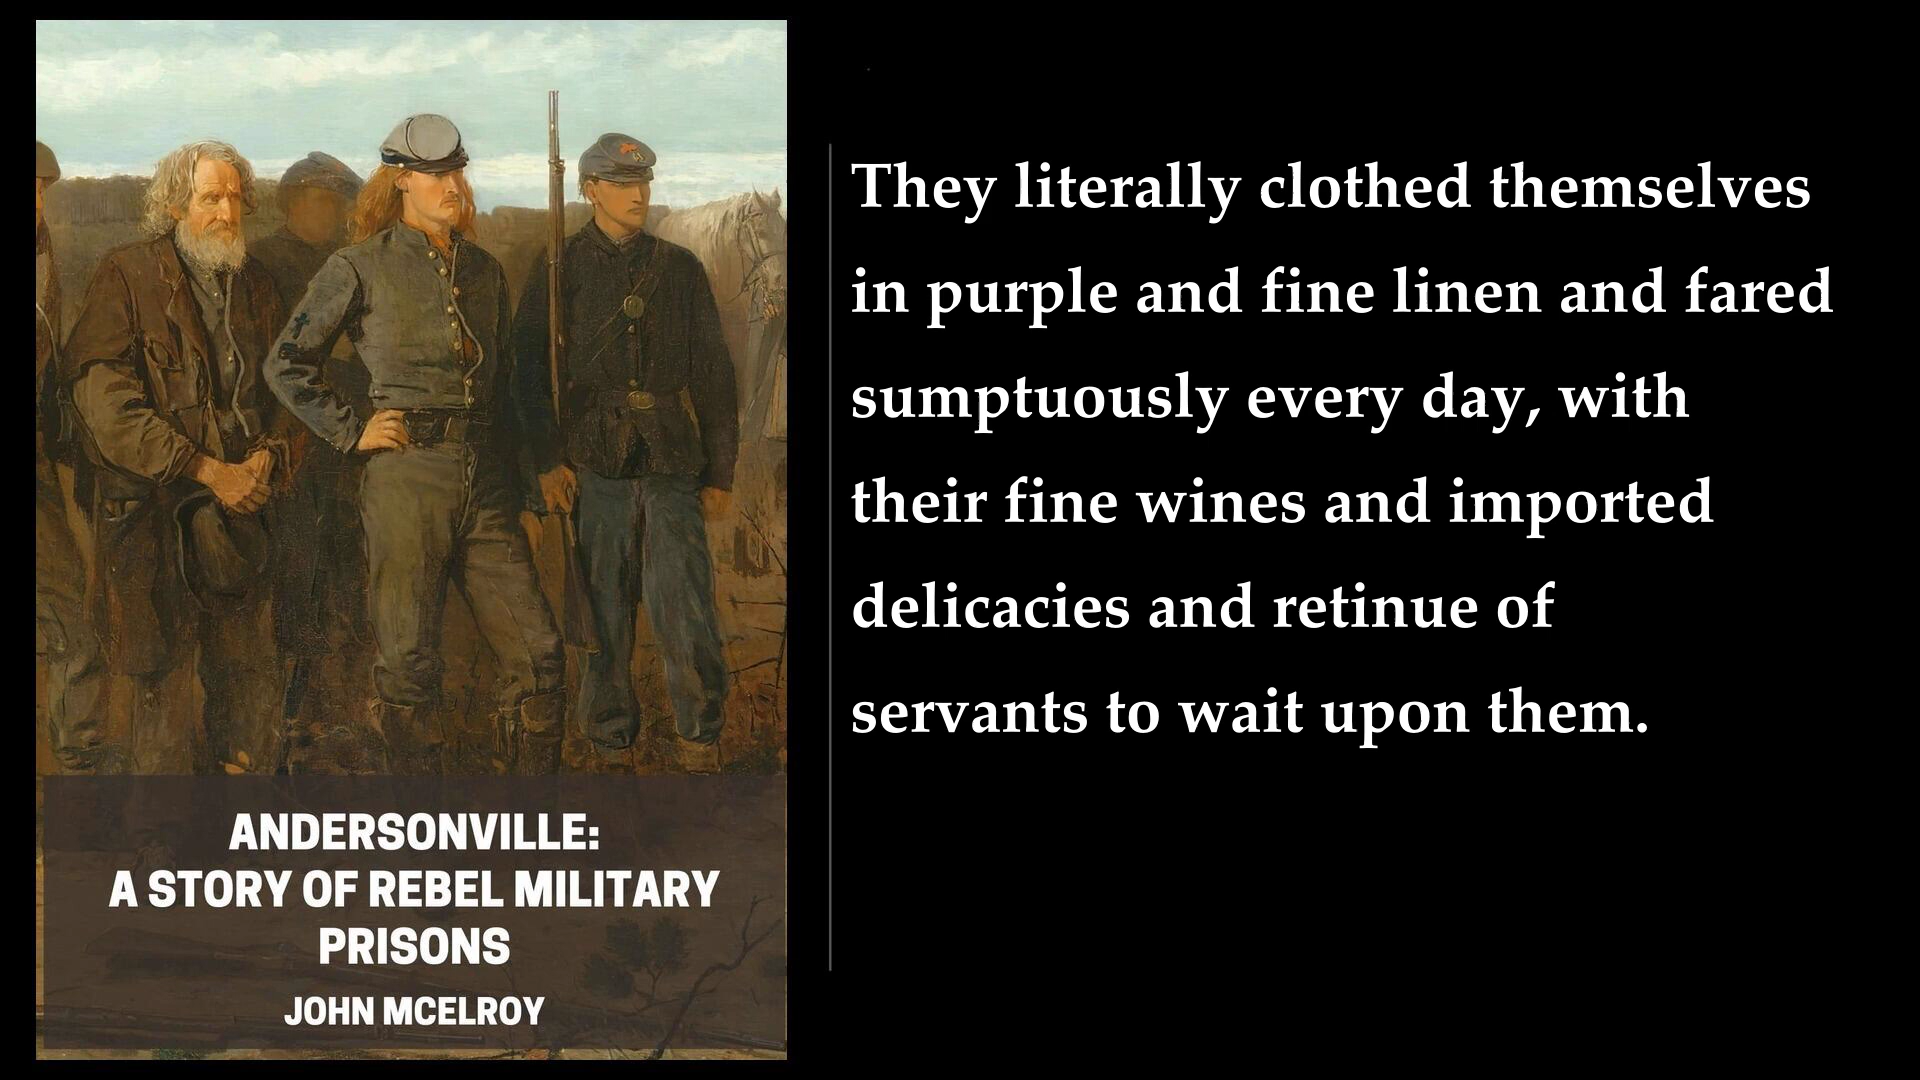 ANDERSONVILLE:
A STORY OF REBEL MILITARY
PRISONS
JOHN MCELROY
They literally clothed themselves
in purple and fine linen and fared
sumptuously every day, with
their fine wines and imported
delicacies and retinue of
servants to wait upon them.